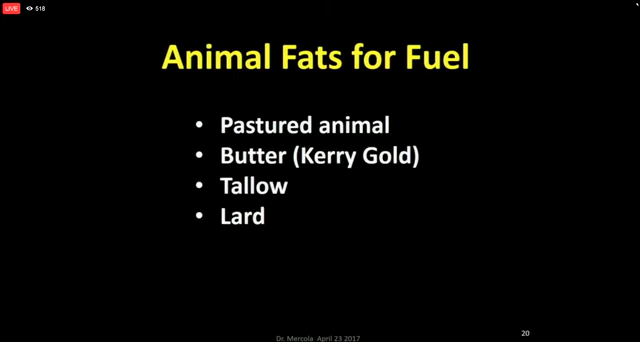 LIVE 518
Animal Fats for Fuel
• Pastured animal
• Butter (Kerry Gold)
• Tallow
• Lard
20
Dr. Mercola April 23 2017